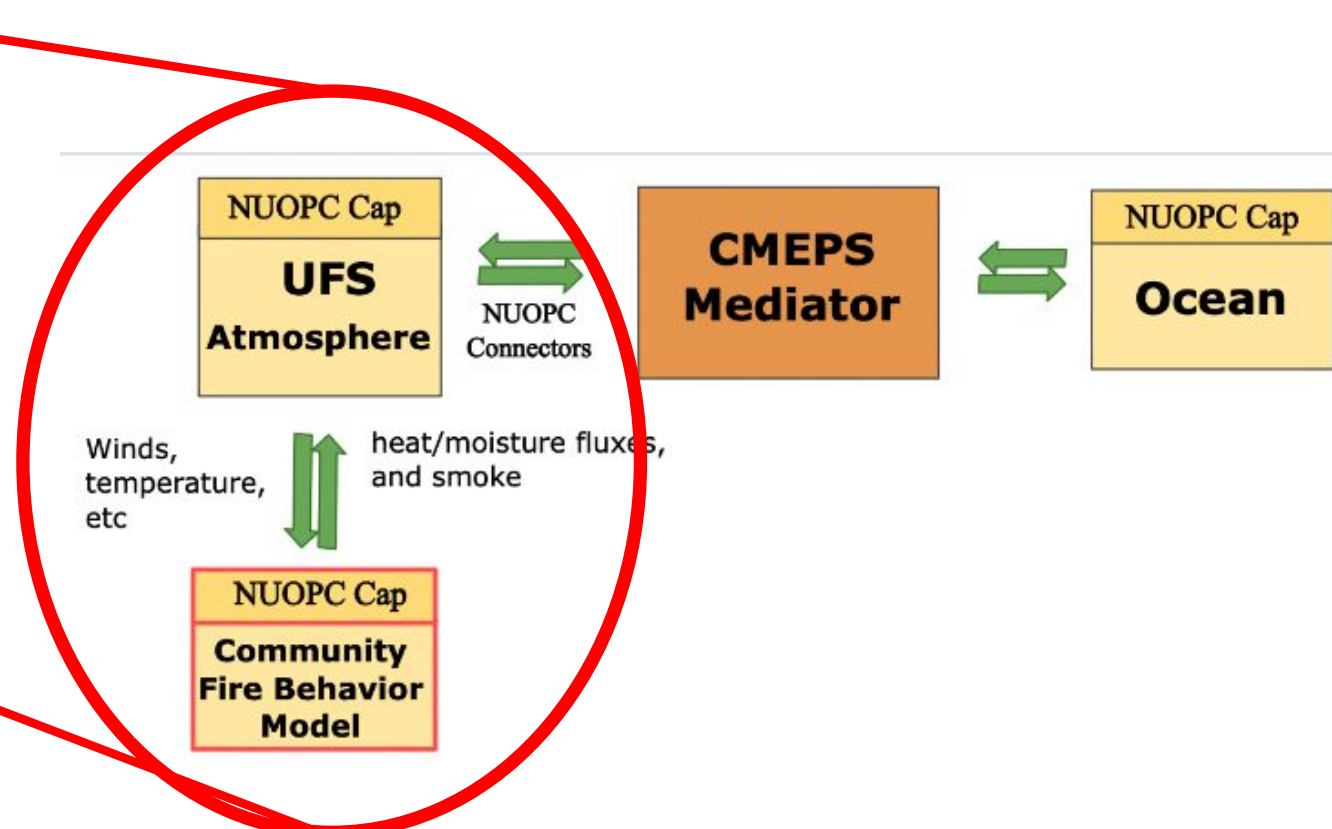 NUOPC Cap
UFS
Atmosphere
NUOPC
Connectors
CMEPS
Mediator
NUOPC Cap
Ocean
Winds,
temperature,
etc
heat/moisture fluxes,
and smoke
NUOPC Cap
Community
Fire Behavior
Model